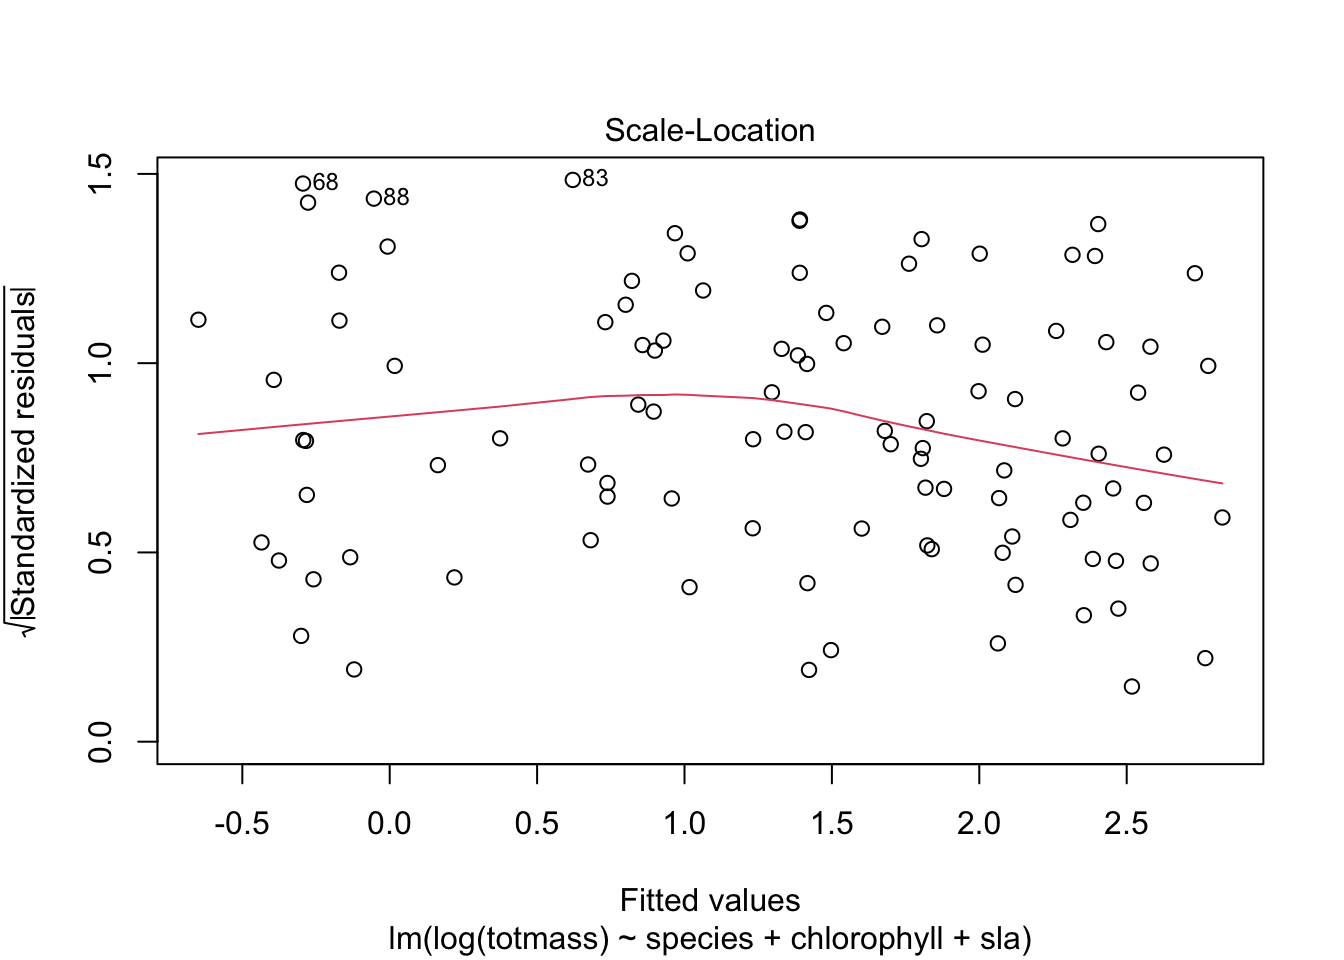 Scale-Location
√|Standardized residuals|
1.5
1.0
0.5
0.0
68
88
83
-0.5 0.0 0.5 1.0 1.5 2.0 2.5
Fitted values
lm(log(totmass) ~ species + chlorophyll + sla)